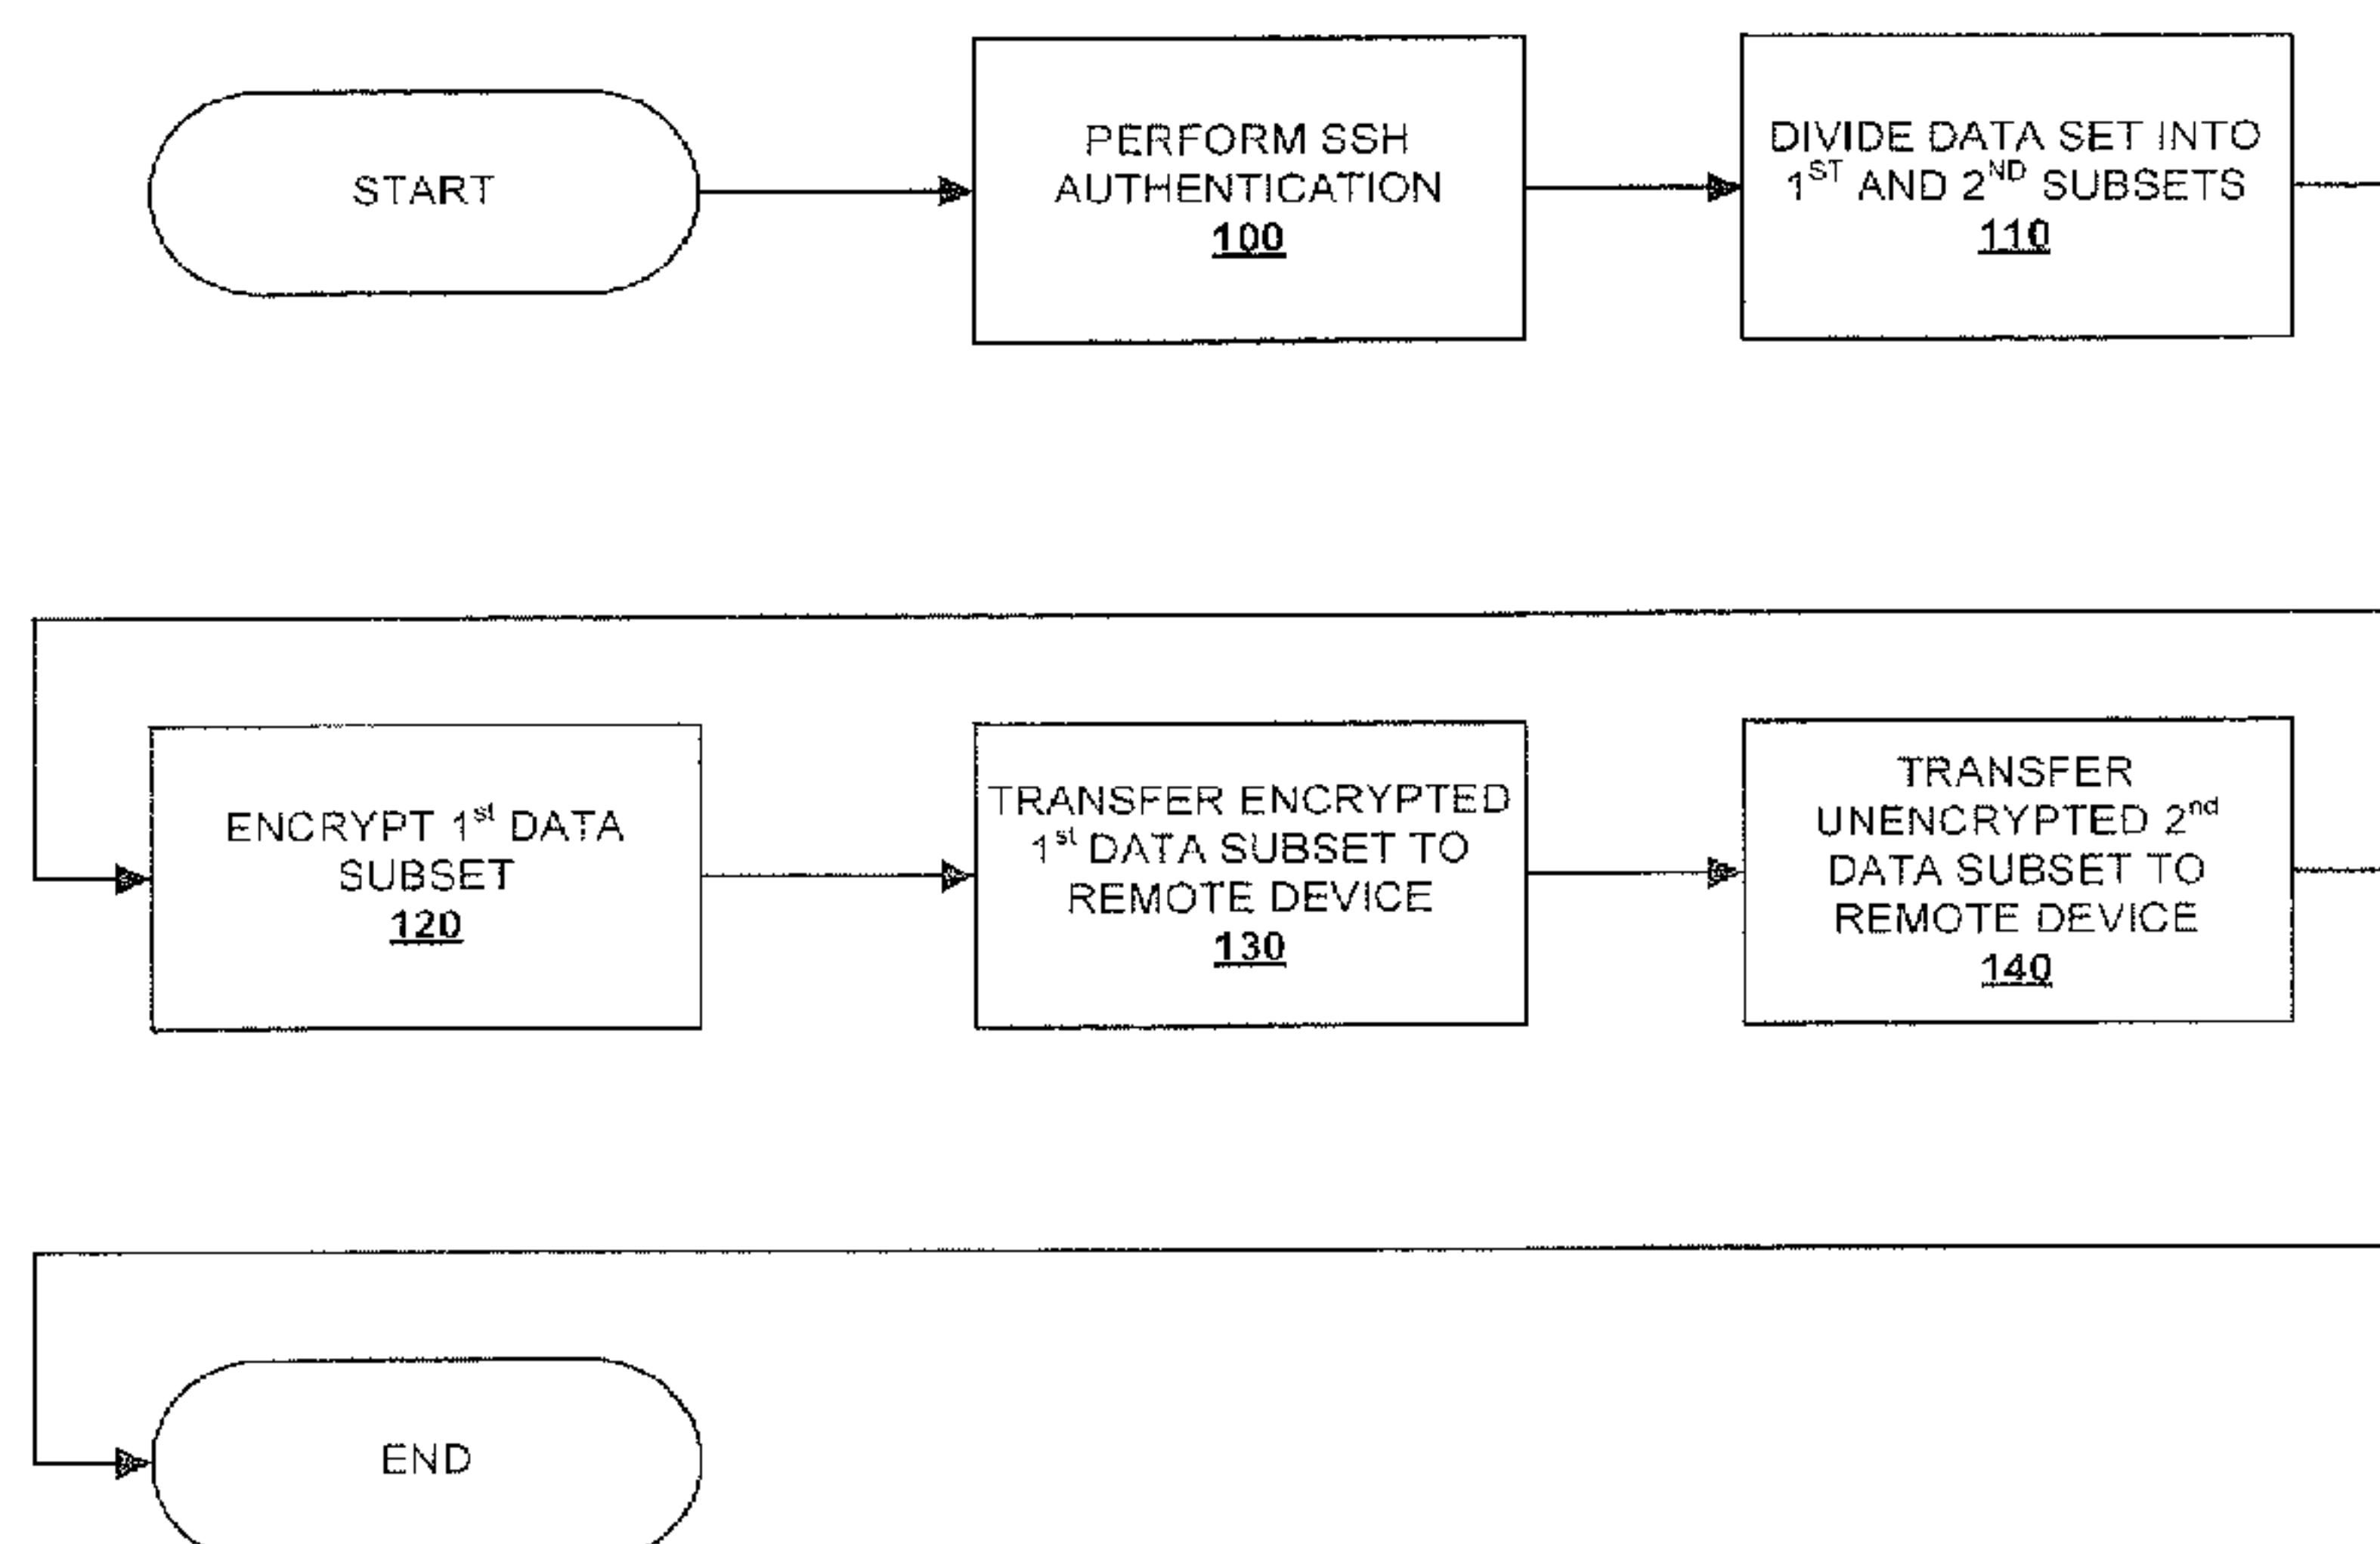 START
PERFORM SSH
AUTHENTICATION
100
DIVIDE DATA SET INTO
1ST AND 2ND SUBSETS
110
ENCRYPT 1st DATA
SUBSET
120
TRANSFER ENCRYPTED
1st DATA SUBSET TO
REMOTE DEVICE
130
TRANSFER
UNENCRYPTED 2nd
DATA SUBSET TO
REMOTE DEVICE
140
END